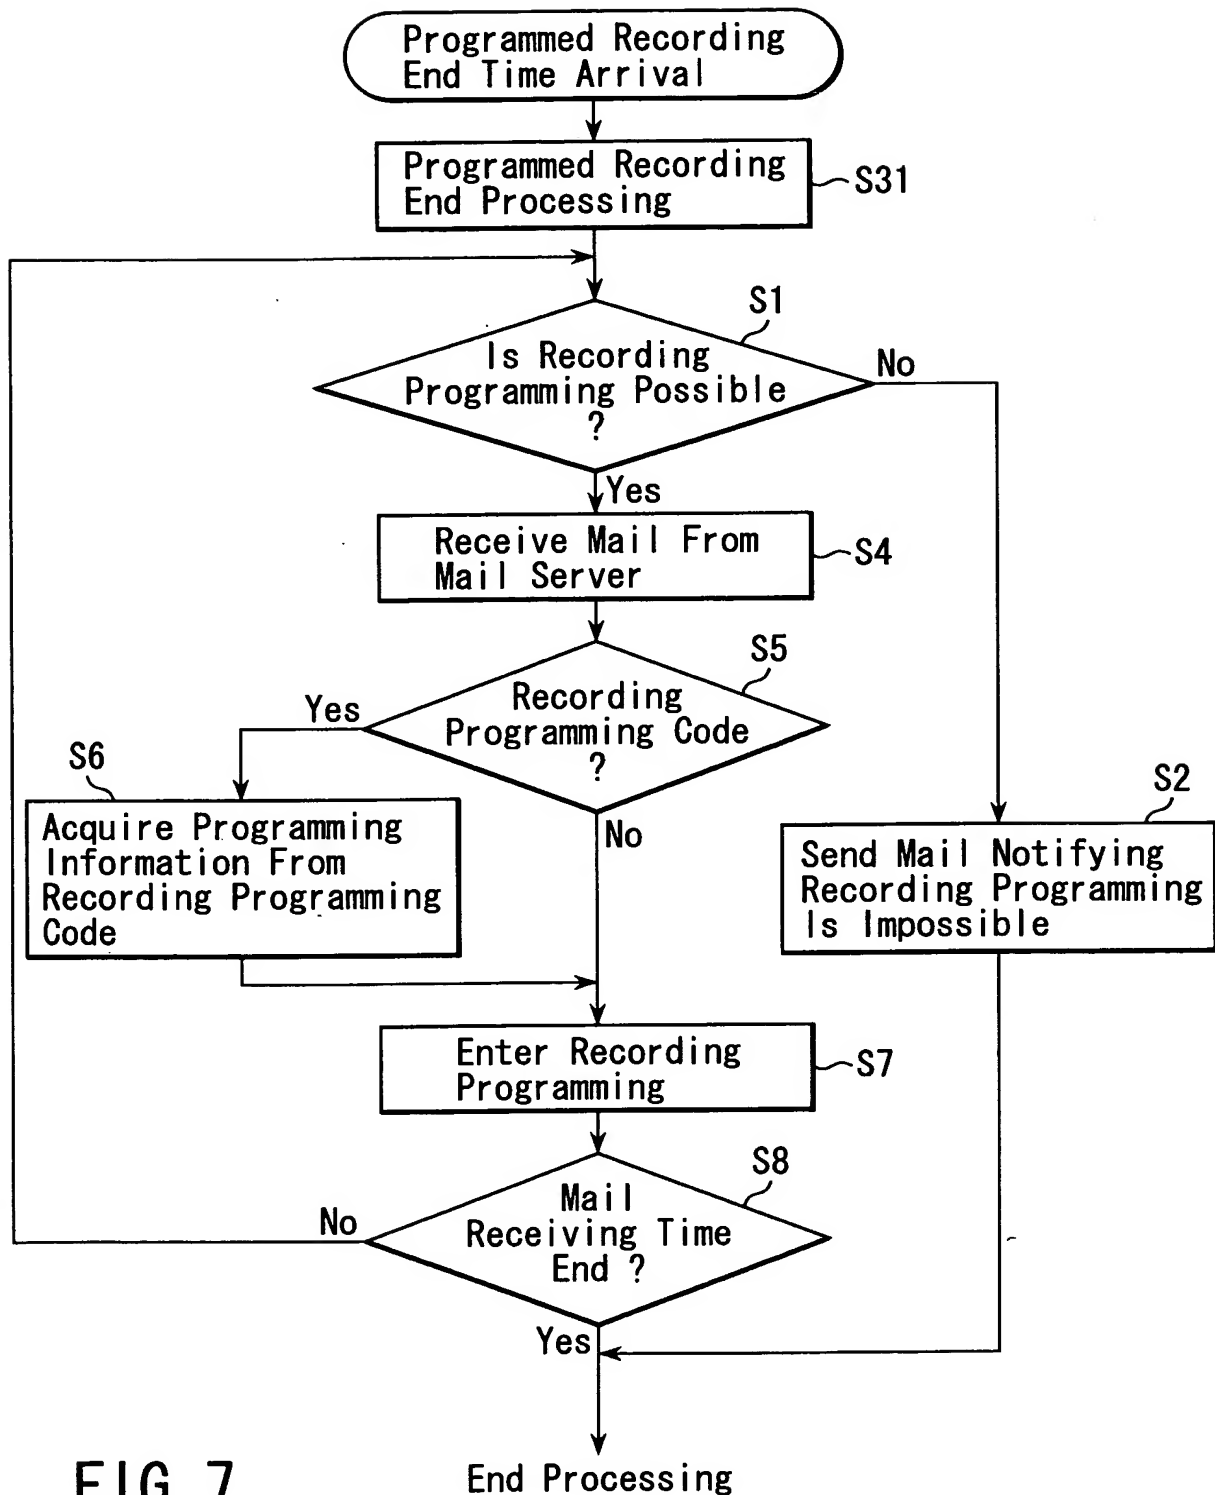 Programmed Recording
End Time Arrival
Programmed Recording
End Processing
S31
S1
Is Recording
Programming Possible
?
No
Yes
Receive Mail From
Mail Server
S4
S5
Recording
Programming Code
?
Yes
S6
Acquire Programming
Information From
Recording Programming
Code
No
S2
Send Mail Notifying
Recording Programming
Is Impossible
Enter Recording
Programming
S7
S8
Mail
Receiving Time
End ?
No
Yes
End Processing
FIG. 7